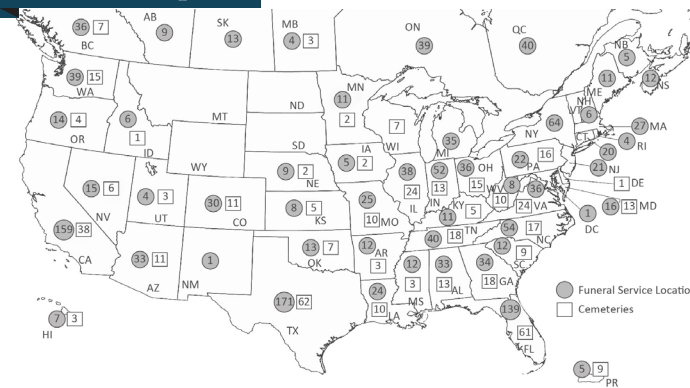 36 7
BC
AB
9
SK
13
MB
4 3
ON
39
QC
40
NB
5
12
NS
11
ME
39 15
WA
14 4
OR
6
1
ID
MT
ND
SD
WY
MN
11
2
7
WI
IA
5 2
35
MI
NY
64
VT
NH
6
27 MA
4
RI
CT
20
21 NJ
1 DE
16 13 MD
1
DC
22 16
PA
9 2
NE
30 11
CO
8 5
KS
4 3
UT
15 6
NV
159 38
CA
33 11
AZ
1
NM
13 7
OK
171 62
TX
25
10 MO
38
24
IL
52
13
IN
36 OH
15
WV
8
10
36
24 VA
KY
11
5
40 18 TN
54 17
NC
12
9
SC
12
AR
3
24
10
LA
12
3
MS
33
13 AL
34
18 GA
139
61
FL
7 3
HI
5 9
PR
Funeral Service Locatio
Cemeteries